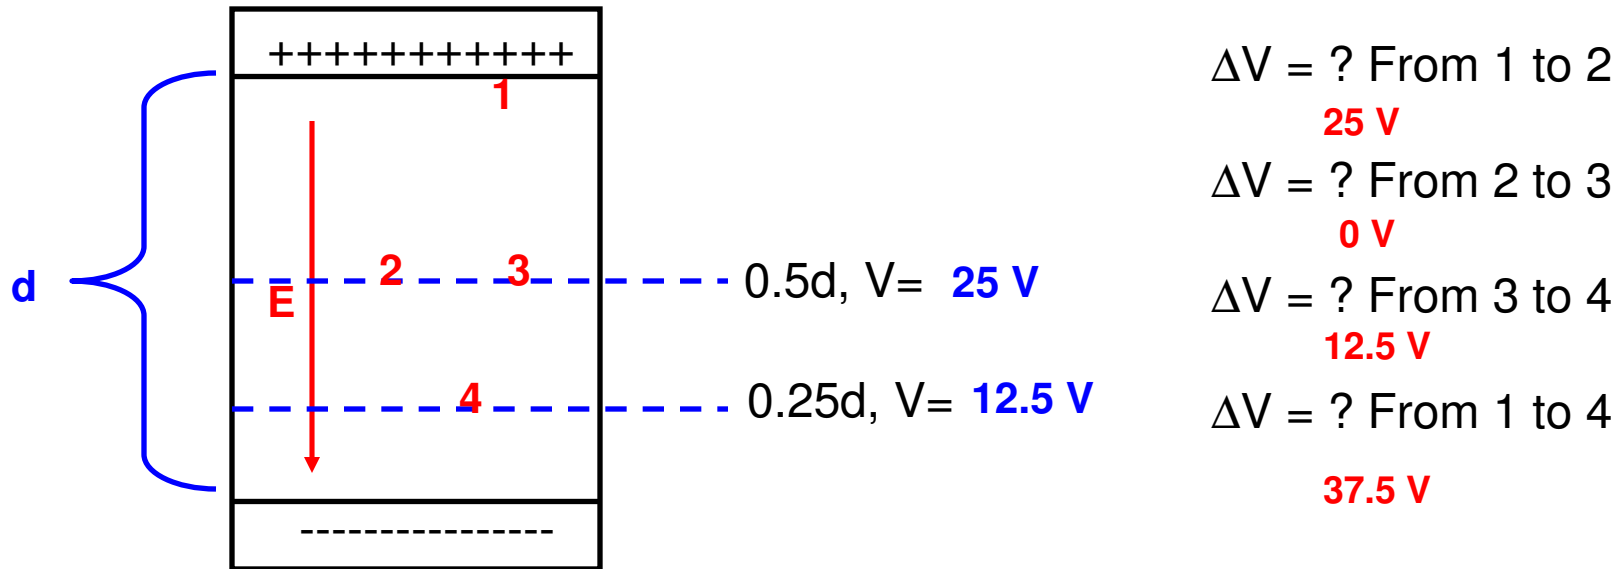 +++++++++++
1
ΔV = ? From 1 to 2
25 V
ΔV = ? From 2 to 3
0 V
d
E
2
3
0.5d, V= 25 V
ΔV = ? From 3 to 4
12.5 V
4
0.25d, V= 12.5 V
ΔV = ? From 1 to 4
37.5 V
----------------